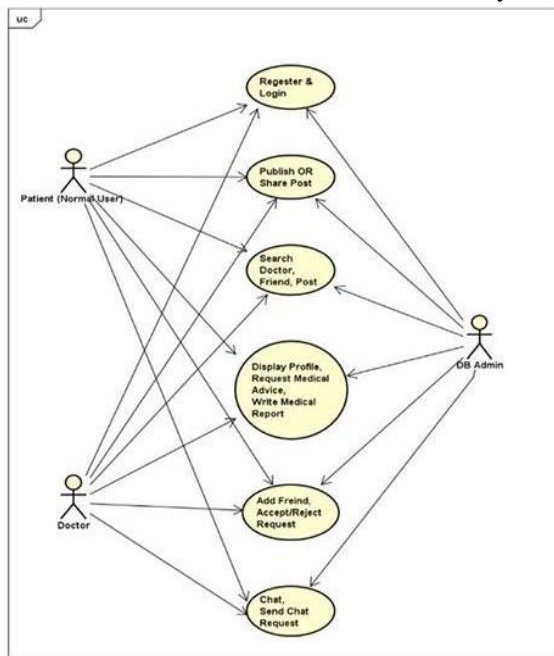 uc
Regester &
Login
Publish OR
Share Post
Patient (Normal User)
Search
Doctor,
Friend, Post
Display Profile,
Request Medical
Advice,
Write Medical
Report
DB Admin
Add Freind,
Accept/Reject
Request
Doctor
Chat,
Send Chat
Request